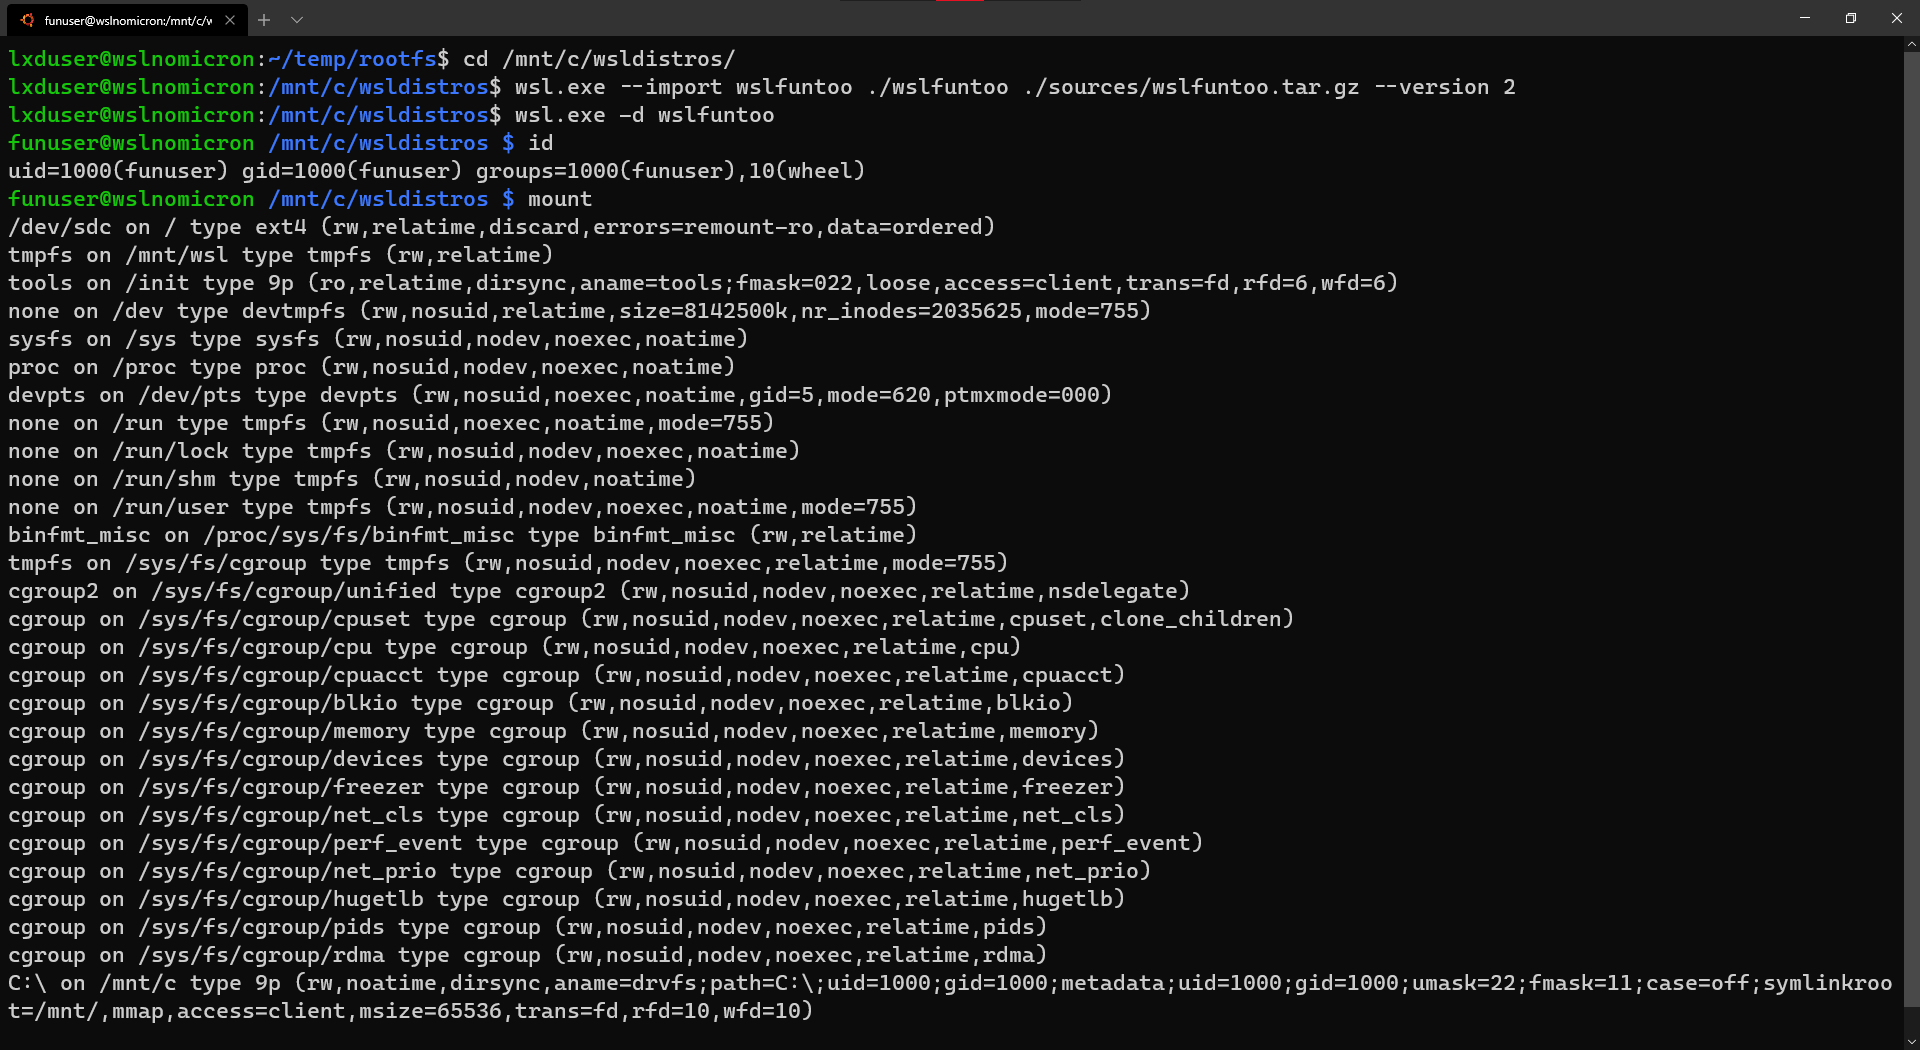 funuser@wslnomicron:/mnt/c/w
lxduser@wslnomicron:~/temp/rootfs$ cd /mnt/c/wsldistros/
lxduser@wslnomicron:/mnt/c/wsldistros$ wsl.exe --import wslfuntoo ./wslfuntoo ./sources/wslfuntoo.tar.gz --version 2
lxduser@wslnomicron:/mnt/c/wsldistros$ wsl.exe -d wslfuntoo
funuser@wslnomicron /mnt/c/wsldistros $ id
uid=1000(funuser) gid=1000(funuser) groups=1000(funuser),10(wheel)
funuser@wslnomicron /mnt/c/wsldistros $ mount
/dev/sdc on / type ext4 (rw,relatime,discard,errors=remount-ro,data=ordered)
tmpfs on /mnt/wsl type tmpfs (rw,relatime)
tools on /init type 9p (ro,relatime,dirsync,aname=tools;fmask=022,loose,access=client,trans=fd,rfd=6,wfd=6)
none on /dev type devtmpfs (rw,nosuid,relatime,size=8142500k,nr_inodes=2035625,mode=755)
sysfs on /sys type sysfs (rw,nosuid,nodev,noexec,noatime)
proc on /proc type proc (rw,nosuid,nodev,noexec,noatime)
devpts on /dev/pts type devpts (rw,nosuid,noexec,noatime,gid=5,mode=620,ptmxmode=000)
none on /run type tmpfs (rw,nosuid,noexec,noatime,mode=755)
none on /run/lock type tmpfs (rw,nosuid,nodev,noexec,noatime)
none on /run/shm type tmpfs (rw,nosuid,nodev,noatime)
none on /run/user type tmpfs (rw,nosuid,nodev,noexec,noatime,mode=755)
binfmt_misc on /proc/sys/fs/binfmt_misc type binfmt_misc (rw,relatime)
tmpfs on /sys/fs/cgroup type tmpfs (rw,nosuid,nodev,noexec,relatime,mode=755)
cgroup2 on /sys/fs/cgroup/unified type cgroup2 (rw,nosuid,nodev,noexec,relatime,nsdelegate)
cgroup on /sys/fs/cgroup/cpuset type cgroup (rw,nosuid,nodev,noexec,relatime,cpuset,clone_children)
cgroup on /sys/fs/cgroup/cpu type cgroup (rw,nosuid,nodev,noexec,relatime,cpu)
cgroup on /sys/fs/cgroup/cpuacct type cgroup (rw,nosuid,nodev,noexec,relatime,cpuacct)
cgroup on /sys/fs/cgroup/blkio type cgroup (rw,nosuid,nodev,noexec,relatime,blkio)
cgroup on /sys/fs/cgroup/memory type cgroup (rw,nosuid,nodev,noexec,relatime,memory)
cgroup on /sys/fs/cgroup/devices type cgroup (rw,nosuid,nodev,noexec,relatime,devices)
cgroup on /sys/fs/cgroup/freezer type cgroup (rw,nosuid,nodev,noexec,relatime,freezer)
cgroup on /sys/fs/cgroup/net_cls type cgroup (rw,nosuid,nodev,noexec,relatime,net_cls)
cgroup on /sys/fs/cgroup/perf_event type cgroup (rw,nosuid,nodev,noexec,relatime,perf_event)
cgroup on /sys/fs/cgroup/net_prio type cgroup (rw,nosuid,nodev,noexec,relatime,net_prio)
cgroup on /sys/fs/cgroup/hugetlb type cgroup (rw,nosuid,nodev,noexec,relatime,hugetlb)
cgroup on /sys/fs/cgroup/pids type cgroup (rw,nosuid,nodev,noexec,relatime,pids)
cgroup on /sys/fs/cgroup/rdma type cgroup (rw,nosuid,nodev,noexec,relatime,rdma)
C:\ on /mnt/c type 9p (rw,noatime,dirsync,aname=drvfs;path=C:\;uid=1000;gid=1000;metadata;uid=1000;gid=1000;umask=22;fmask=11;case=off;symlinkroo
t=/mnt/,mmap,access=client,msize=65536,trans=fd,rfd=10,wfd=10)